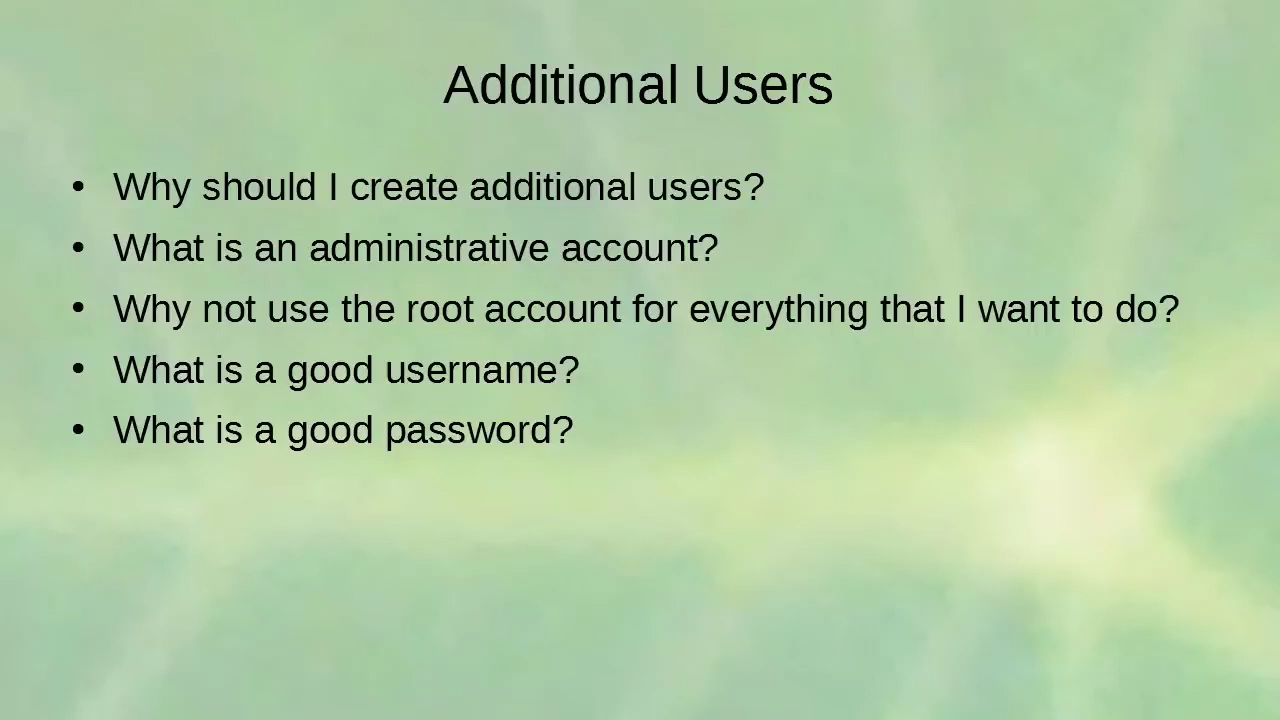 Additional Users
• Why should I create additional users?
• What is an administrative account?
• Why not use the root account for everything that I want to do?
• What is a good username?
• What is a good password?